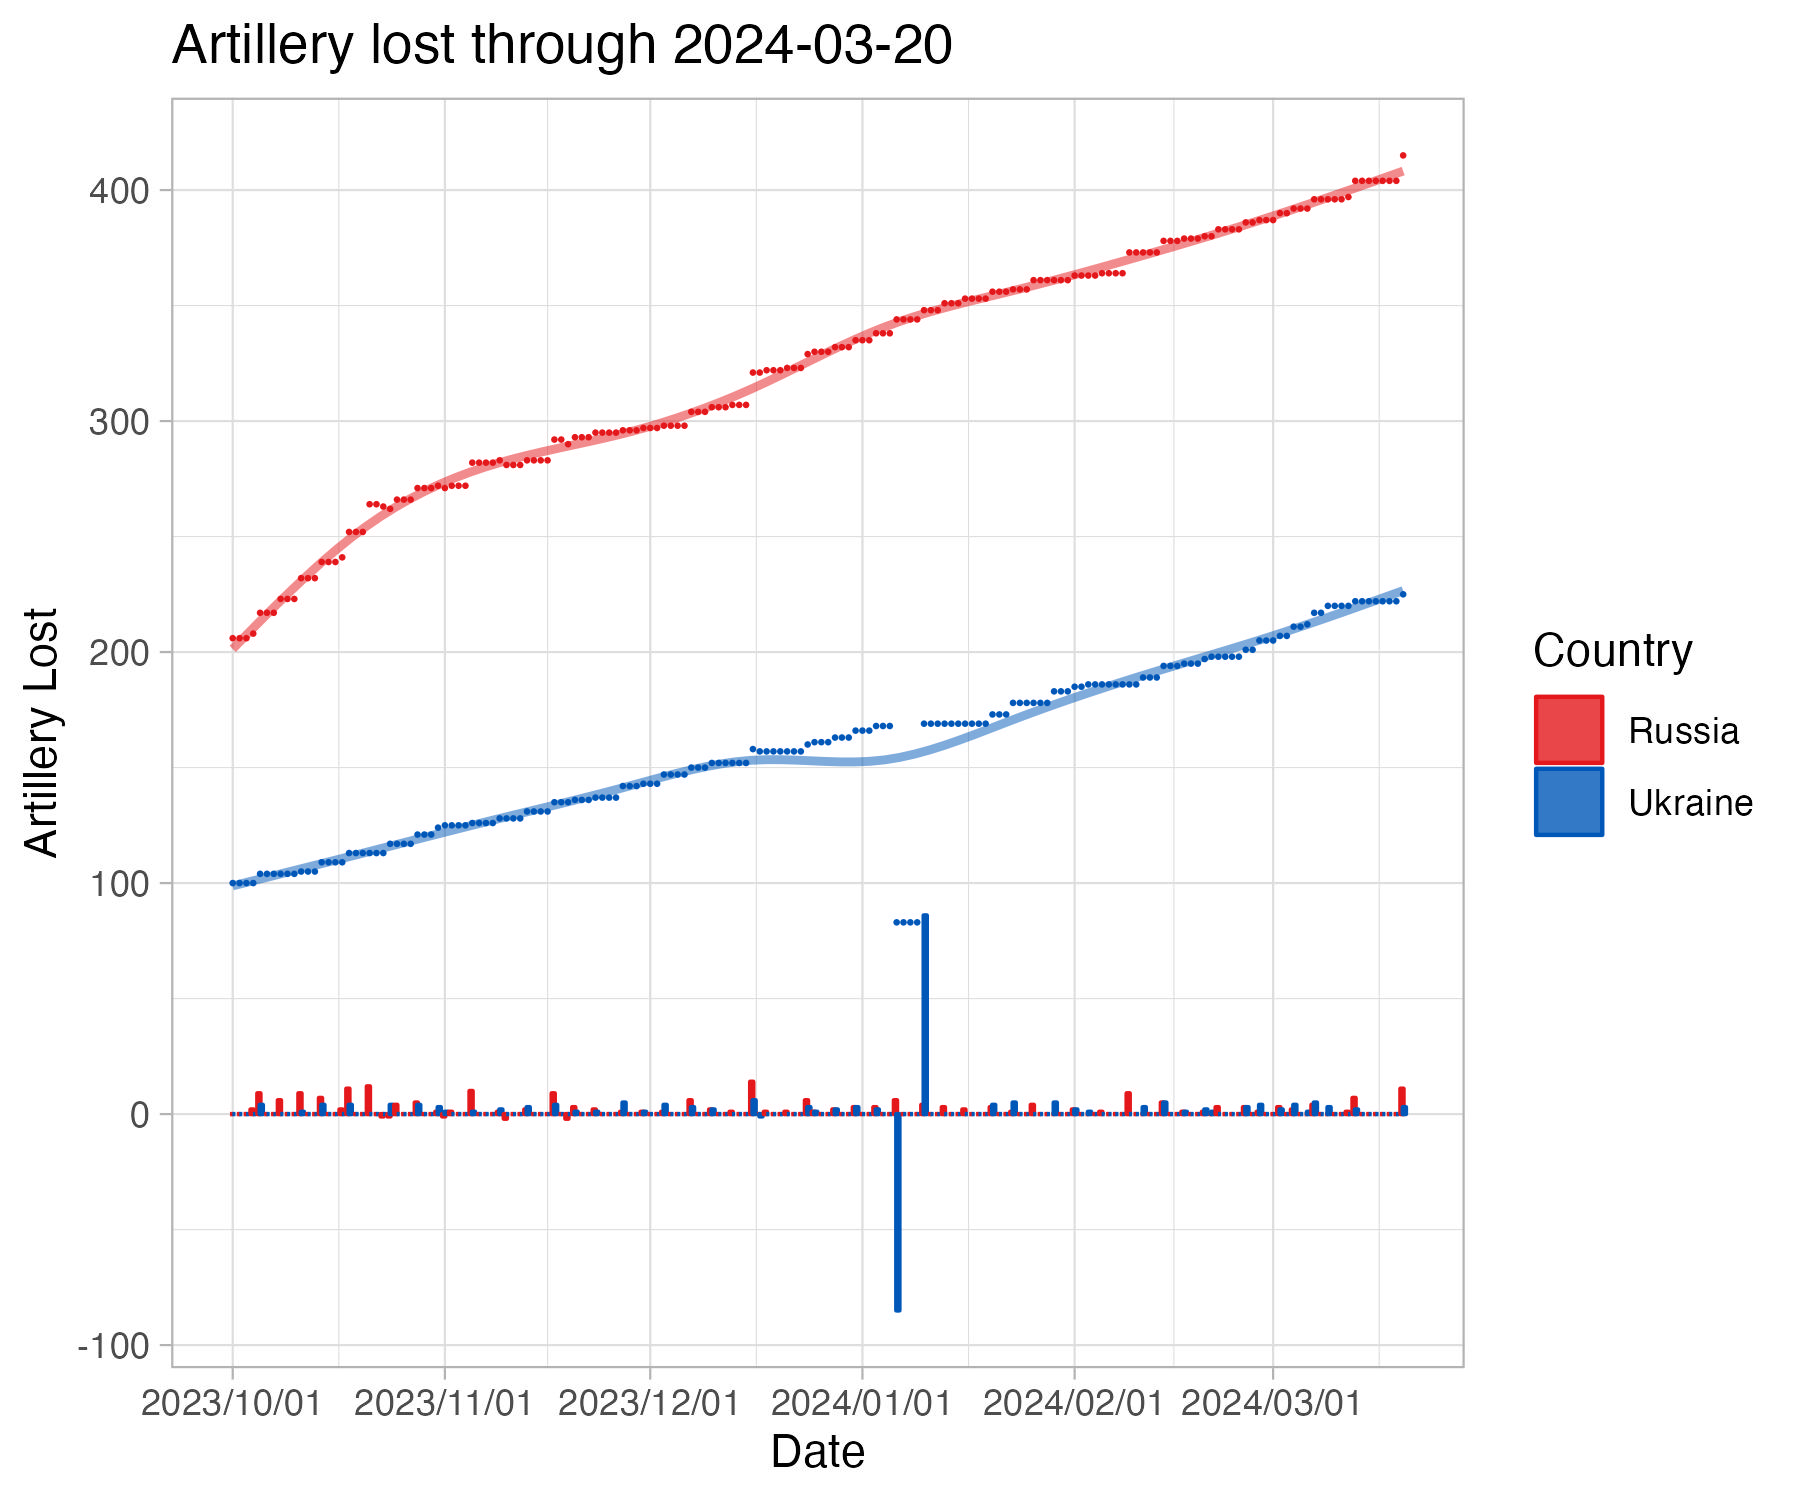 Artillery lost through 2024-03-20
Artillery Lost
400
300
200
100
0
-100
2023/10/01
2023/11/01
2023/12/01
2024/01/01
2024/02/01
2024/03/01
Date
Country
Russia
Ukraine